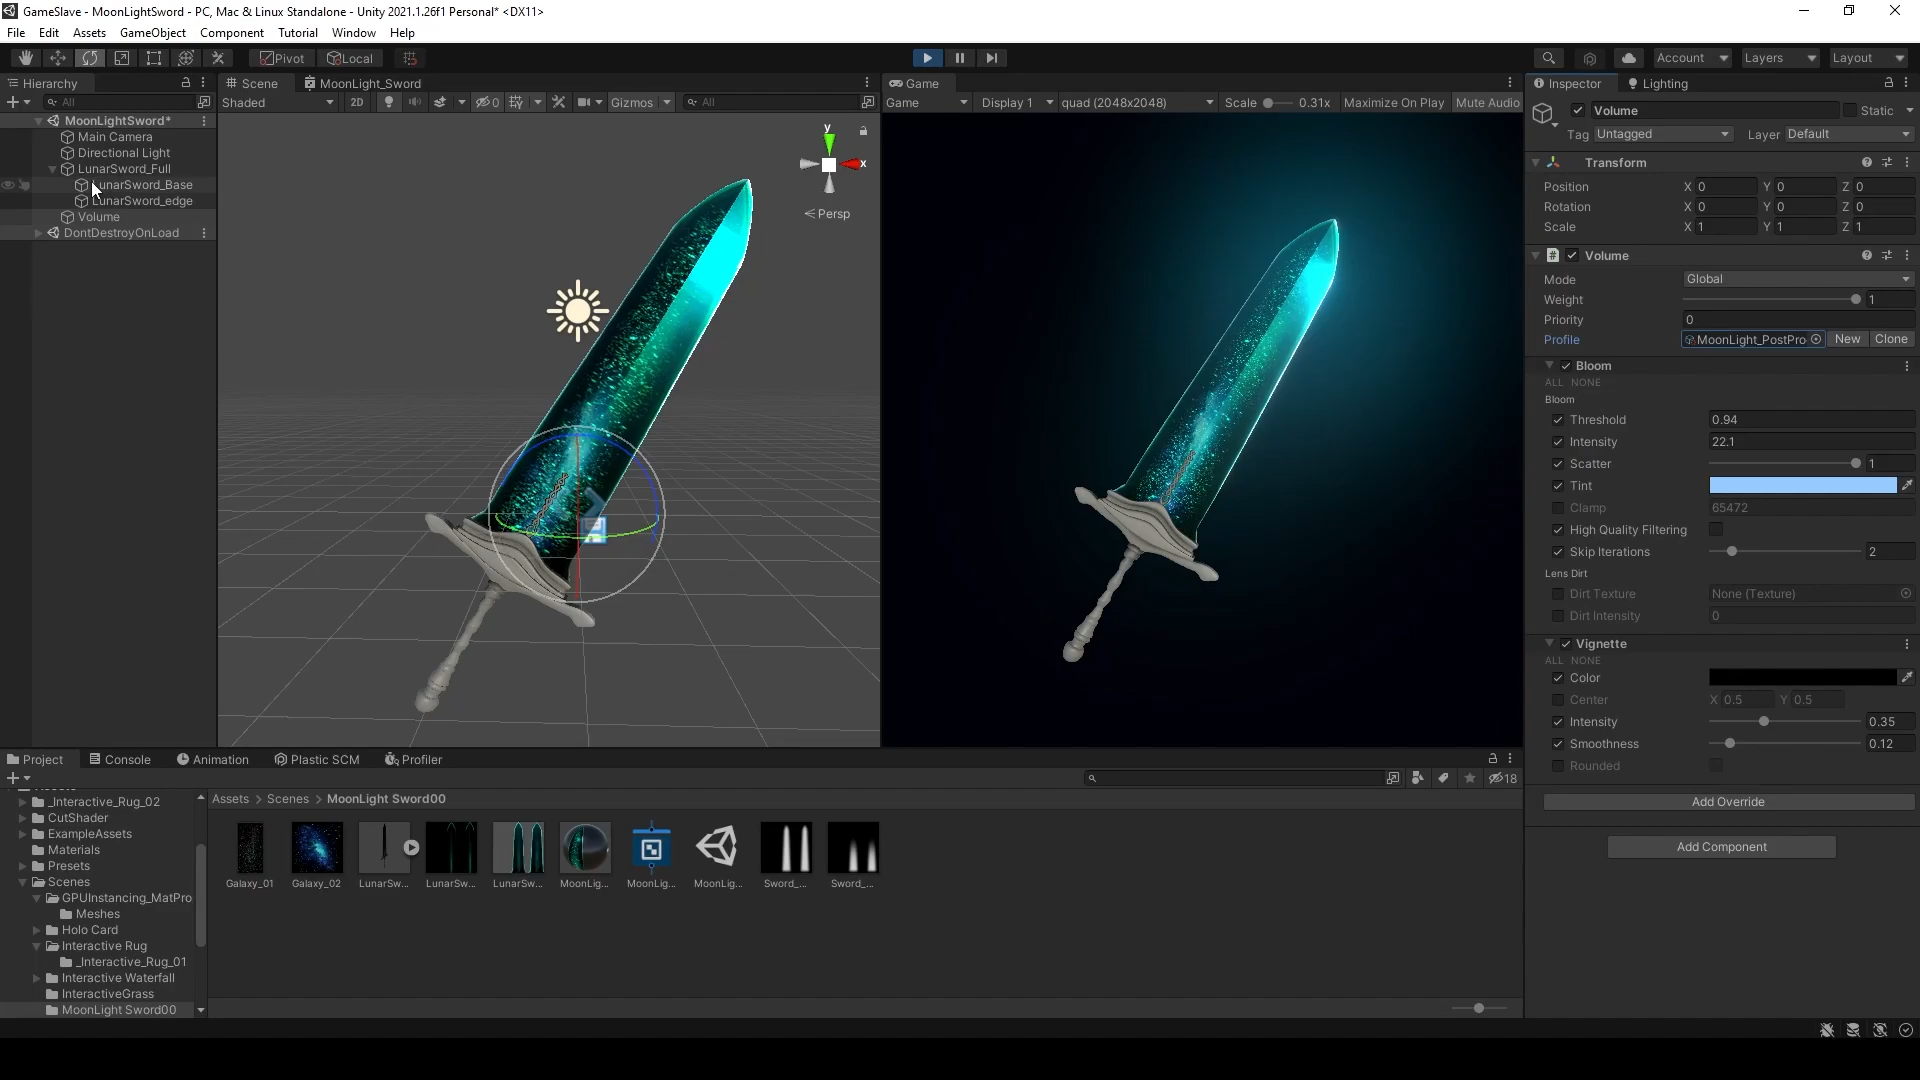 GameSlave - MoonLightSword - PC, Mac & Linux Standalone - Unity 2021.1.26f1 Personal* <DX11>
File Edit Assets GameObject Component Tutorial Window Help
Pivot Local Account Layers Layout
Hierarchy
All
MoonLightSword*
Main Camera
Directional Light
LunarSword_Full
LunarSword_Base
LunarSword_edge
Volume
DontDestroyOnLoad
Scene MoonLight_Sword
Shaded 2D 0 Gizmos All
y
x
Persp
Game
Game Display 1 quad (2048x2048) Scale 0.31x Maximize On Play Mute Audio
Inspector Lighting
Volume Static
Tag Untagged Layer Default
Transform
Position X 0 Y 0 Z 0
Rotation X 0 Y 0 Z 0
Scale X 1 Y 1 Z 1
Volume
Mode Global
Weight 1
Priority 0
Profile MoonLight_PostPro New Clone
Bloom
ALL NONE
Bloom
Threshold 0.94
Intensity 22.1
Scatter 1
Tint
Clamp 65472
High Quality Filtering
Skip Iterations 2
Lens Dirt
Dirt Texture None (Texture)
Dirt Intensity 0
Vignette
ALL NONE
Color
Center X 0.5 Y 0.5
Intensity 0.35
Smoothness 0.12
Rounded
Add Override
Add Component
Project Console Animation Plastic SCM Profiler
18
_Interactive_Rug_02
CutShader
ExampleAssets
Materials
Presets
Scenes
GPUInstancing_MatPro
Meshes
Holo Card
Interactive Rug
_Interactive_Rug_01
Interactive Waterfall
InteractiveGrass
MoonLight Sword00
Assets > Scenes > MoonLight Sword00
Galaxy_01 Galaxy_02 LunarSw... LunarSw... LunarSw... MoonLig... MoonLig... MoonLig... Sword_... Sword_...